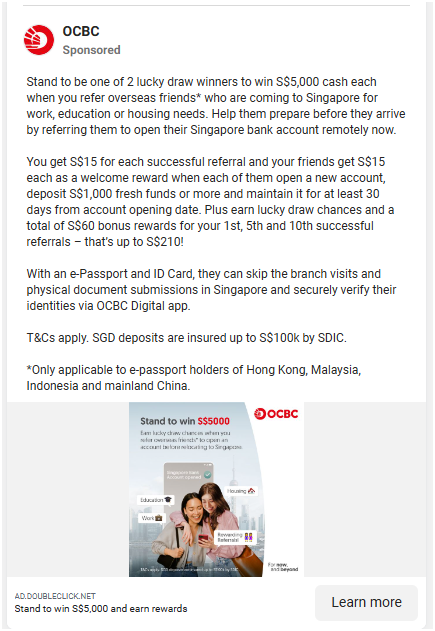 OCBC
Sponsored
Stand to be one of 2 lucky draw winners to win S$5,000 cash each
when you refer overseas friends* who are coming to Singapore for
work, education or housing needs. Help them prepare before they arrive
by referring them to open their Singapore bank account remotely now.
You get S$15 for each successful referral and your friends get S$15
each as a welcome reward when each of them open a new account,
deposit S$1,000 fresh funds or more and maintain it for at least 30
days from account opening date. Plus earn lucky draw chances and a
total of S$60 bonus rewards for your 1st, 5th and 10th successful
referrals – that's up to S$210!
With an e-Passport and ID Card, they can skip the branch visits and
physical document submissions in Singapore and securely verify their
identities via OCBC Digital app.
T&Cs apply. SGD deposits are insured up to S$100k by SDIC.
*Only applicable to e-passport holders of Hong Kong, Malaysia,
Indonesia and mainland China.
OCBC
Stand to win S$5000
Earn lucky draw chances when you
refer overseas friends* to open an
account before relocating to Singapore
Singapore Bank
Account opened
Housing
Education
Work
Rewarding
Referrals!
For now,
and beyond
T&Cs apply. SGD
AD.DOUBLECLICK.NET
Stand to win S$5,000 and earn rewards
Learn more